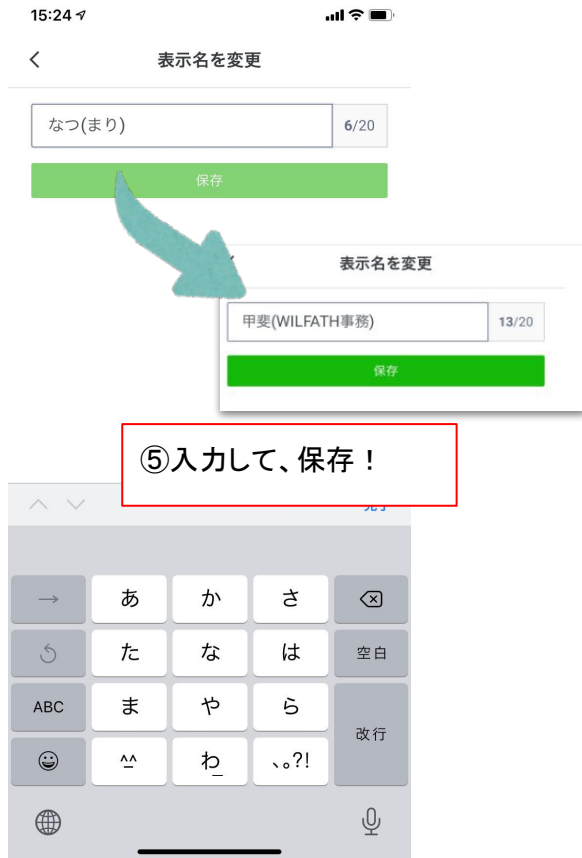 15:24
表示名を変更
なつ(まり)
6/20
保存
表示名を変更
甲斐(WILFATH事務)
13/20
保存
⑤入力して、保存！
→ あ か さ
た な は 空白
ABC ま や ら
改行
^^ わ 、。?!